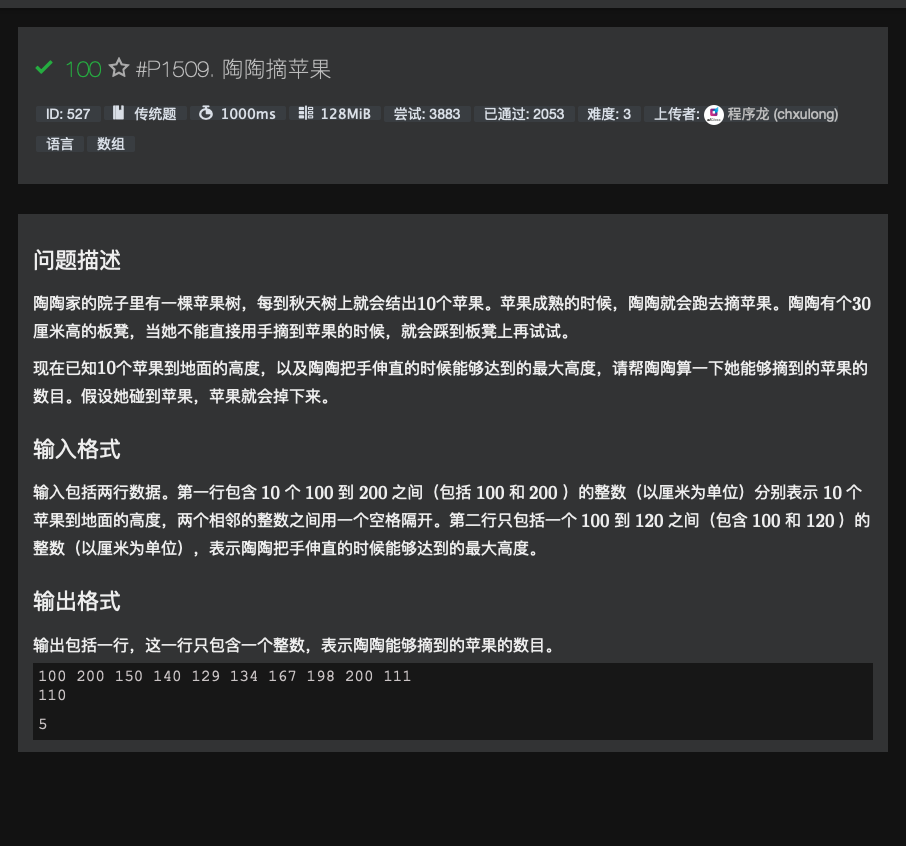 100 #P1509. 陶陶摘苹果
ID: 527 传统题 1000ms 128MiB 尝试: 3883 已通过: 2053 难度: 3 上传者: 程序龙 (chxulong)
语言 数组
问题描述
陶陶家的院子里有一棵苹果树，每到秋天树上就会结出10个苹果。苹果成熟的时候，陶陶就会跑去摘苹果。陶陶有个30
厘米高的板凳，当她不能直接用手摘到苹果的时候，就会踩到板凳上再试试。
现在已知10个苹果到地面的高度，以及陶陶把手伸直的时候能够达到的最大高度，请帮陶陶算一下她能够摘到的苹果的
数目。假设她碰到苹果，苹果就会掉下来。
输入格式
输入包括两行数据。第一行包含 10 个 100 到 200 之间（包括 100 和 200 ）的整数（以厘米为单位）分别表示 10 个
苹果到地面的高度，两个相邻的整数之间用一个空格隔开。第二行只包括一个 100 到 120 之间（包含 100 和 120 ）的
整数（以厘米为单位），表示陶陶把手伸直的时候能够达到的最大高度。
输出格式
输出包括一行，这一行只包含一个整数，表示陶陶能够摘到的苹果的数目。
100 200 150 140 129 134 167 198 200 111
110
5